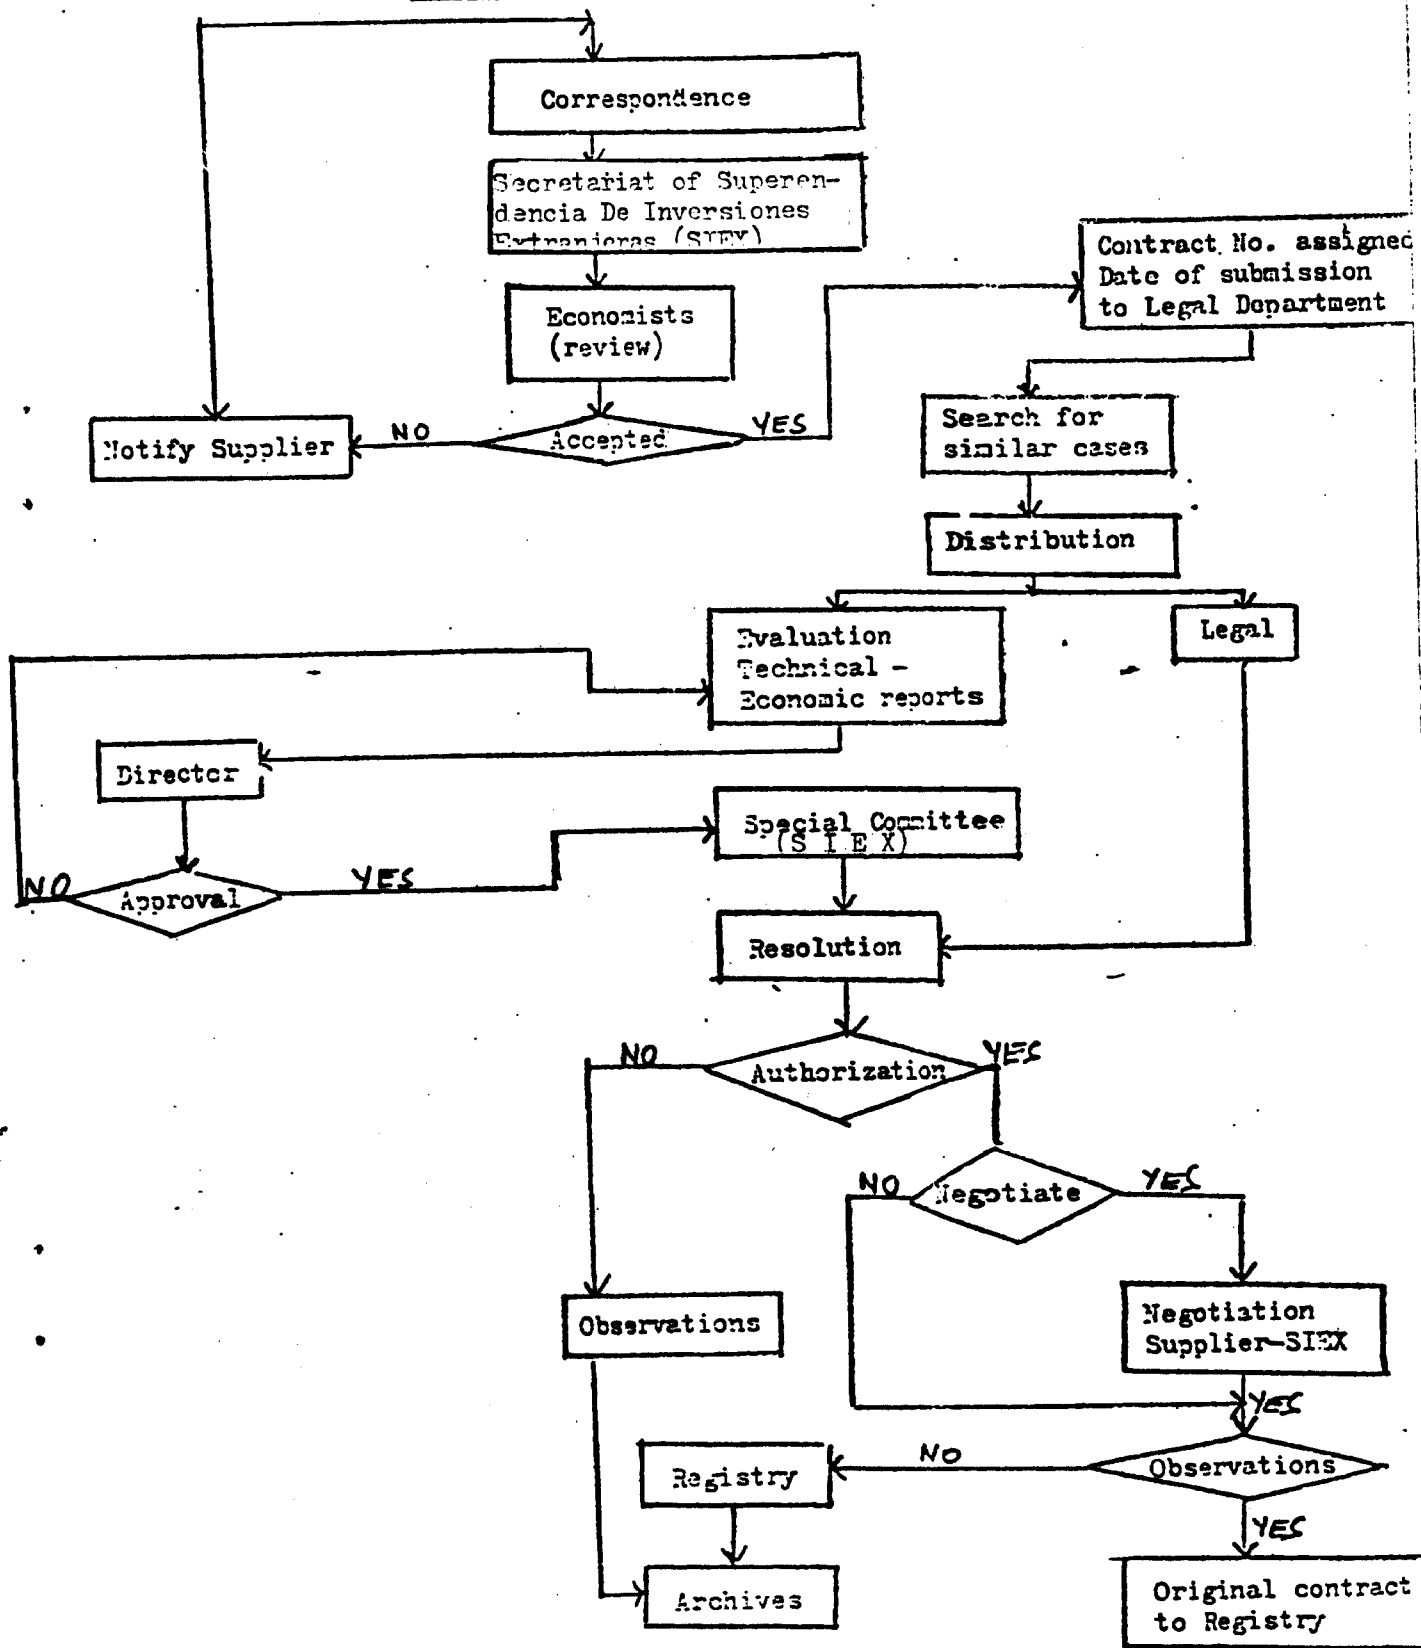 Correspondence
Secretariat of Superen-
dencia De Inversiones
Extranjeras (SIEX)
Contract No. assigned
Date of submission
to Legal Department
Economists
(review)
Notify Supplier
NO
Accepted
YES
Search for
similar cases
Distribution
Evaluation
Technical -
Economic reports
Legal
Director
Special Committee
(S I E X)
NO
Approval
YES
Resolution
NO
Authorization
YES
NO
Negotiate
YES
Observations
Negotiation
Supplier-SIEX
YES
Registry
NO
Observations
YES
Archives
Original contract
to Registry